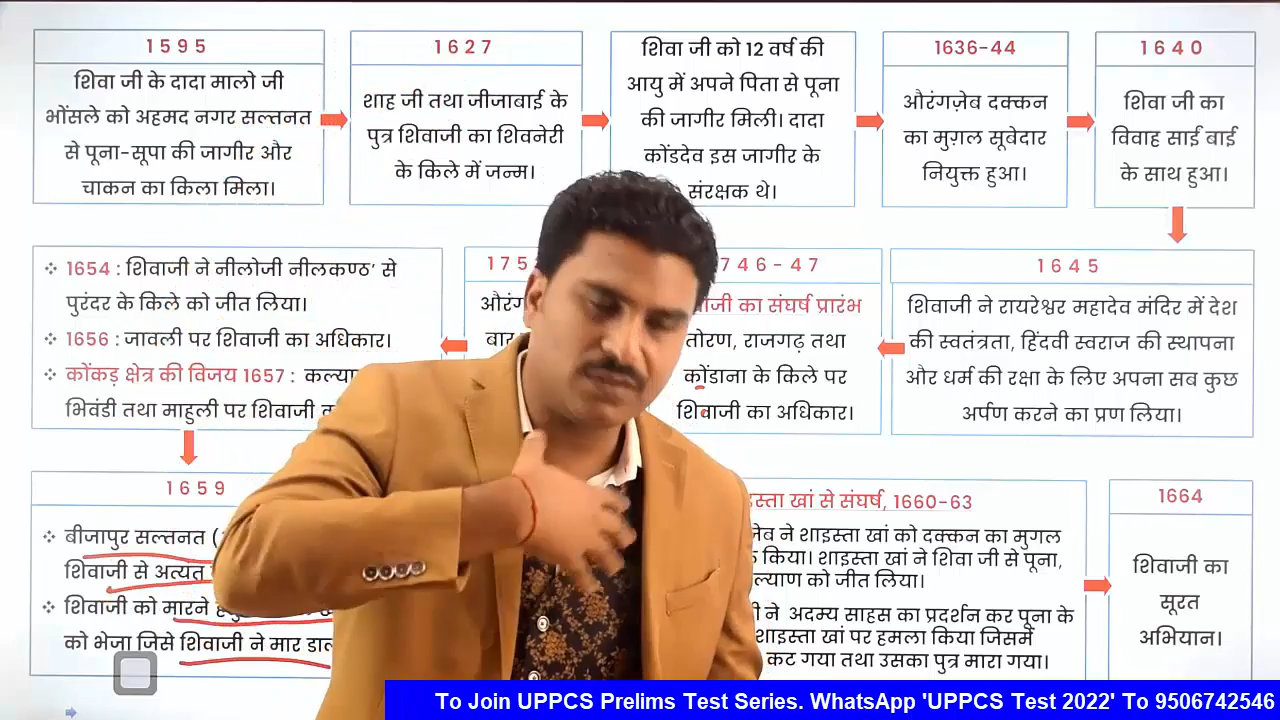 1595
शिवा जी के दादा मालो जी
भोंसले को अहमद नगर सल्तनत
से पूना-सूपा की जागीर और
चाकन का किला मिला।
1627
शाह जी तथा जीजाबाई के
पुत्र शिवाजी का शिवनेरी
के किले में जन्म।
शिवा जी को 12 वर्ष की
आयु में अपने पिता से पूना
की जागीर मिली। दादा
कोंडदेव इस जागीर के
संरक्षक थे।
1636-44
औरंगज़ेब दक्कन
का मुग़ल सूबेदार
नियुक्त हुआ।
1640
शिवा जी का
विवाह साई बाई
के साथ हुआ।
1645
शिवाजी ने रायरेश्वर महादेव मंदिर में देश
की स्वतंत्रता, हिंदवी स्वराज की स्थापना
और धर्म की रक्षा के लिए अपना सब कुछ
अर्पण करने का प्रण लिया।
746-47
का संघर्ष प्रारंभ
तोरण, राजगढ़ तथा
कोंडाना के किले पर
शिवाजी का अधिकार।
❖ 1654 : शिवाजी ने नीलोजी नीलकण्ठ’ से
पुरंदर के किले को जीत लिया।
❖ 1656 : जावली पर शिवाजी का अधिकार।
❖ कोंकड़ क्षेत्र की विजय 1657 :
भिवंडी तथा माहुली पर शिवाजी
1659
❖ बीजापुर सल्तनत (
शिवाजी से अत्यत
❖ शिवाजी को मारने
को भेजा जिसे शिवाजी ने मार
खां से संघर्ष, 1660-63
ने शाइस्ता खां को दक्कन का मुगल
किया। शाइस्ता खां ने शिवा जी से पूना,
को जीत लिया।
ने अदम्य साहस का प्रदर्शन कर पूना के
शाइस्ता खां पर हमला किया जिसमें
कट गया तथा उसका पुत्र मारा गया।
1664
शिवाजी का
सूरत
अभियान।
To Join UPPCS Prelims Test Series. WhatsApp 'UPPCS Test 2022' To 9506742546